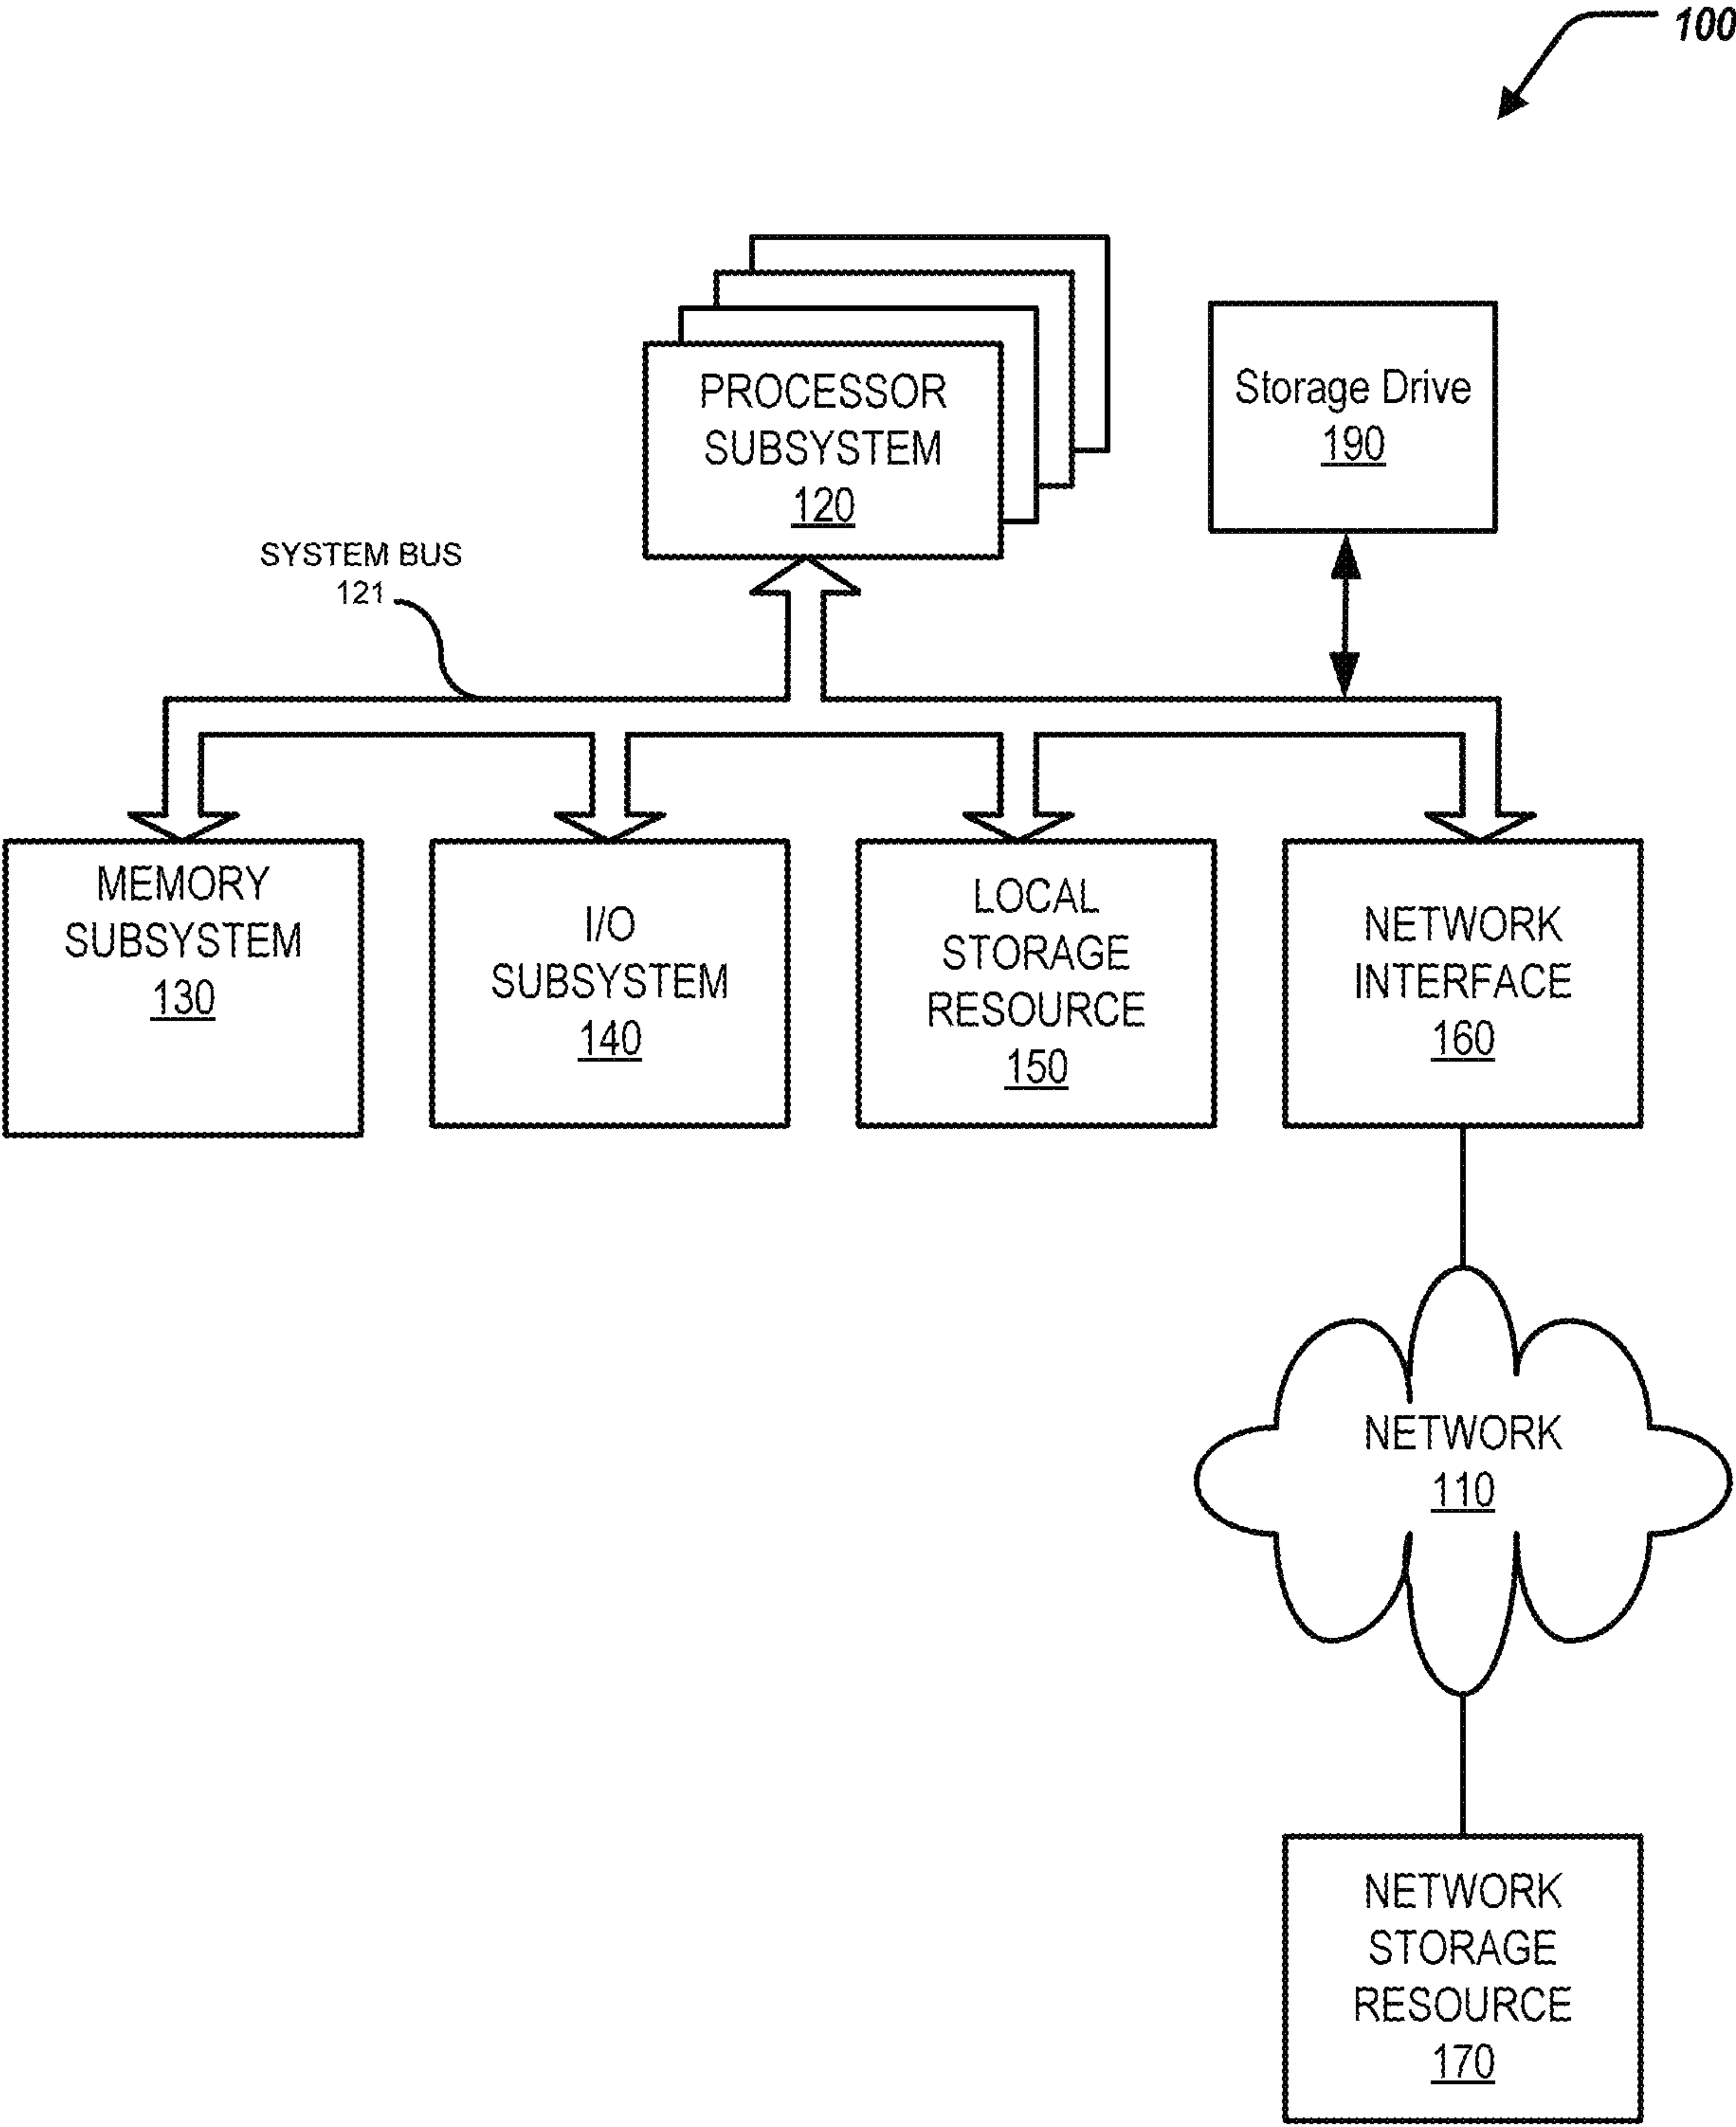 100
PROCESSOR
SUBSYSTEM
120
Storage Drive
190
SYSTEM BUS
121
MEMORY
SUBSYSTEM
130
I/O
SUBSYSTEM
140
LOCAL
STORAGE
RESOURCE
150
NETWORK
INTERFACE
160
NETWORK
110
NETWORK
STORAGE
RESOURCE
170